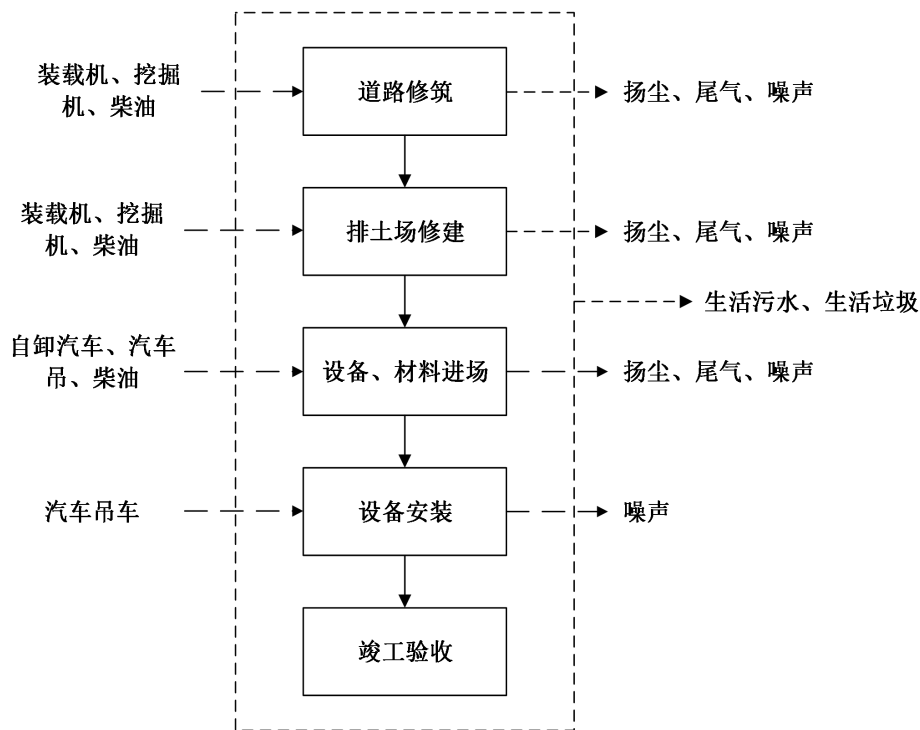 装载机、挖掘
机、柴油
道路修筑
扬尘、尾气、噪声
装载机、挖掘
机、柴油
排土场修建
扬尘、尾气、噪声
生活污水、生活垃圾
自卸汽车、汽车
吊、柴油
设备、材料进场
扬尘、尾气、噪声
汽车吊车
设备安装
噪声
竣工验收